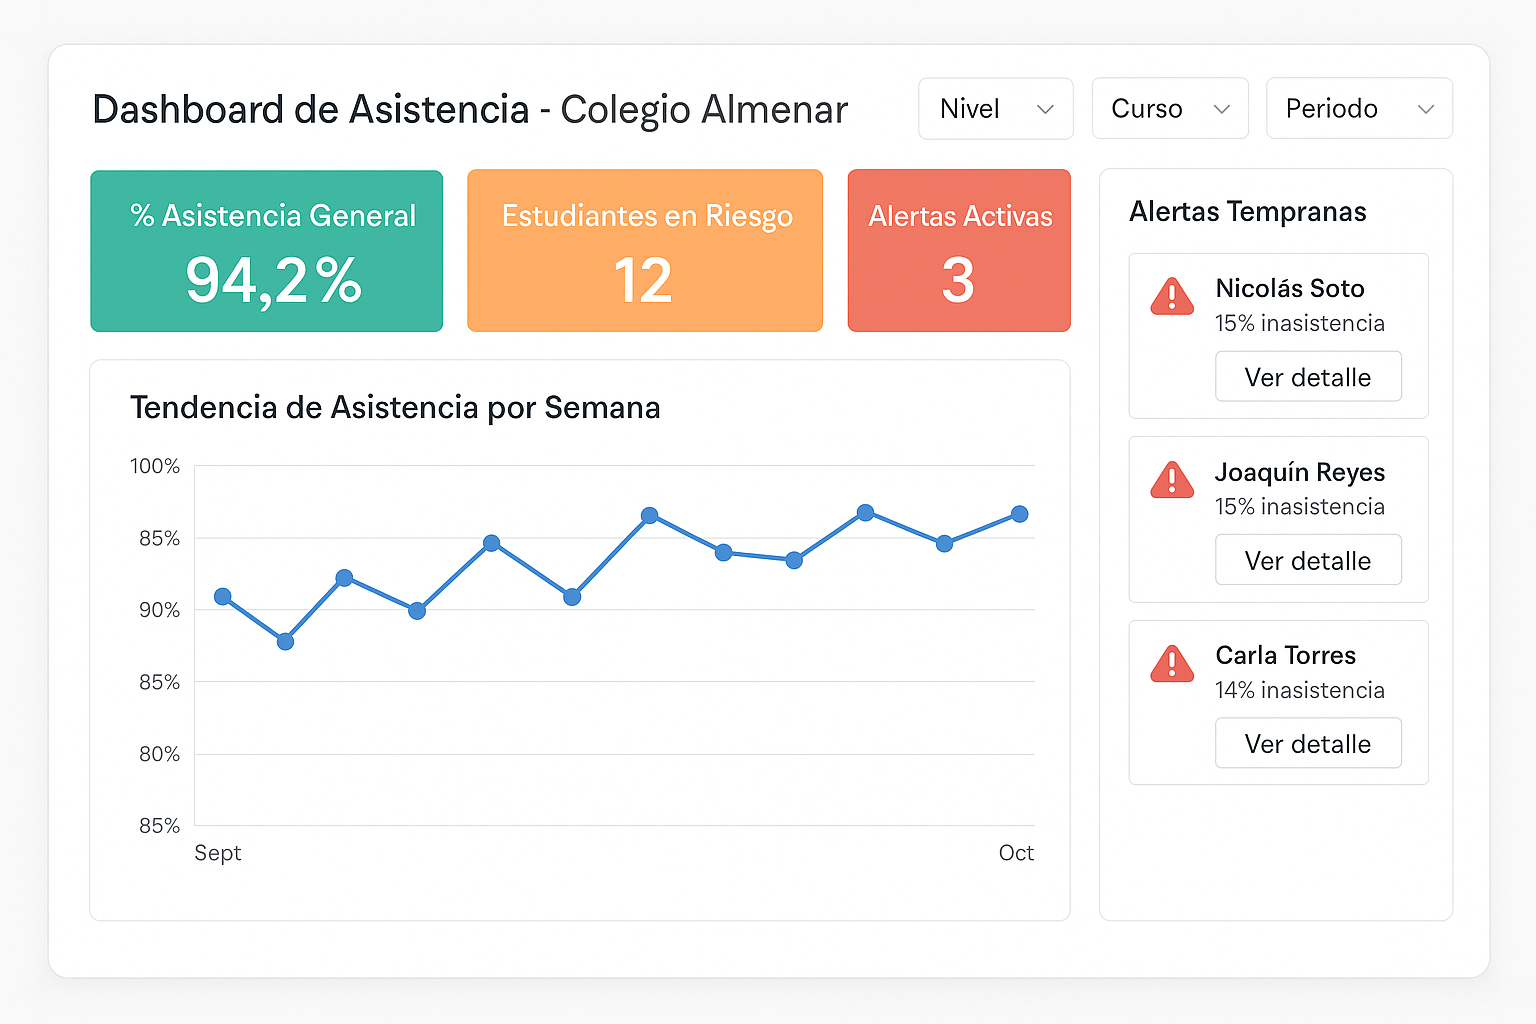 Dashboard de Asistencia - Colegio Almenar
Nivel
Curso
Periodo
% Asistencia General
94,2%
Estudiantes en Riesgo
12
Alertas Activas
3
Tendencia de Asistencia por Semana
100%
85%
90%
85%
80%
85%
Sept
Oct
Alertas Tempranas
Nicolás Soto
15% inasistencia
Ver detalle
Joaquín Reyes
15% inasistencia
Ver detalle
Carla Torres
14% inasistencia
Ver detalle